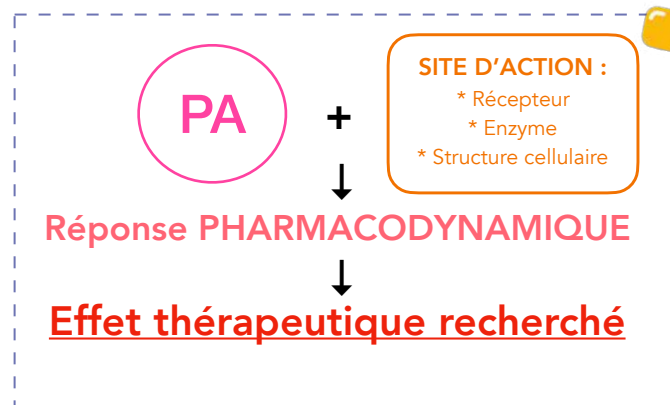 PA
+
SITE D'ACTION :
* Récepteur
* Enzyme
* Structure cellulaire
↓
Réponse PHARMACODYNAMIQUE
↓
Effet thérapeutique recherché